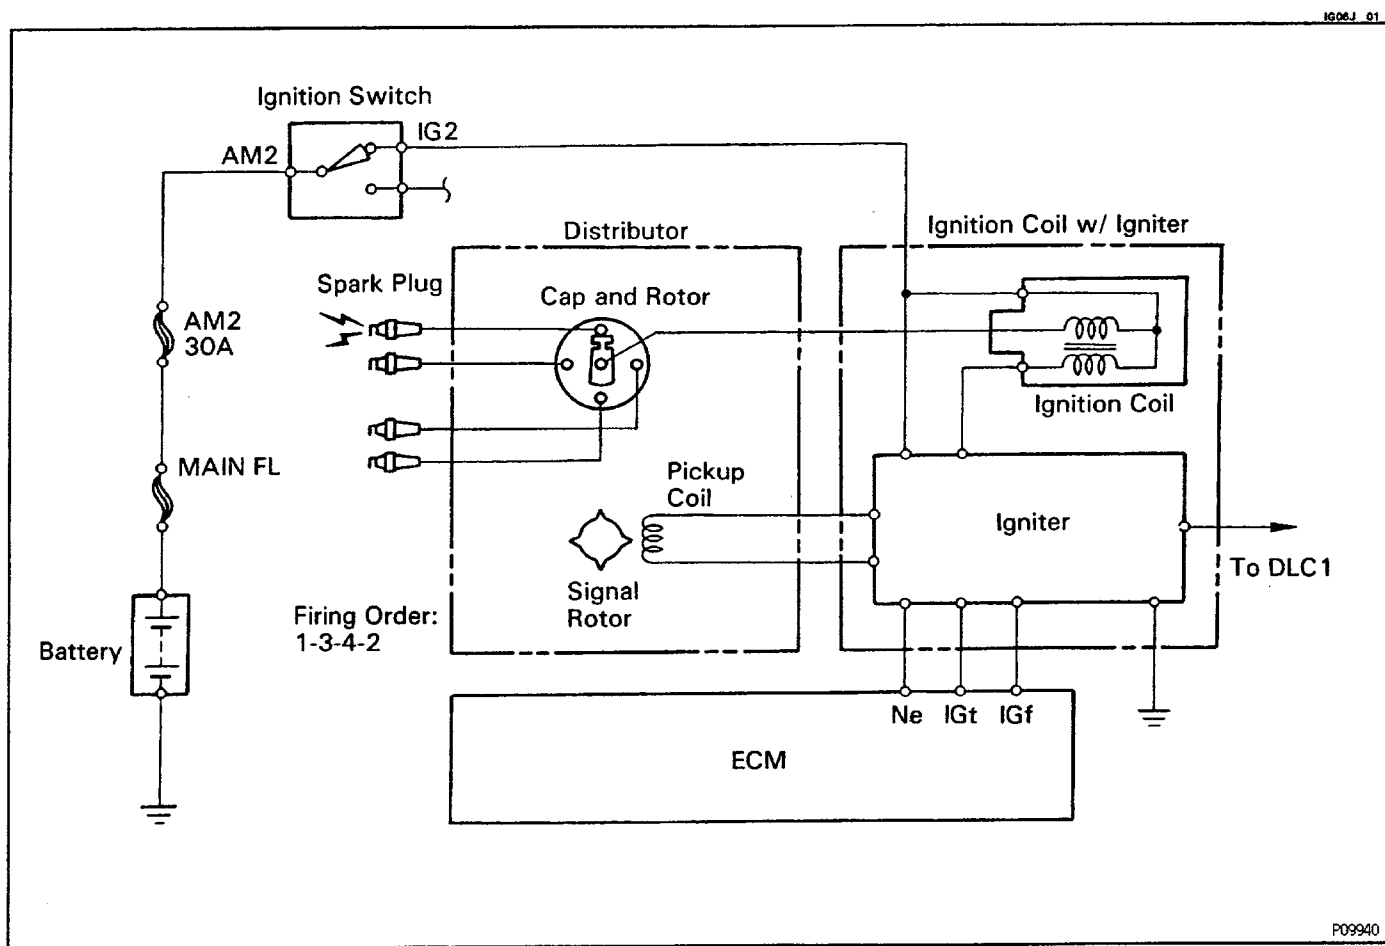 IG06J 01
Ignition Switch
IG2
AM2
Distributor
Ignition Coil w/ Igniter
Spark Plug
Cap and Rotor
AM2
30A
Ignition Coil
MAIN FL
Pickup
Coil
Igniter
To DLC1
Signal
Rotor
Firing Order:
1-3-4-2
Battery
Ne IGt IGf
ECM
P09940